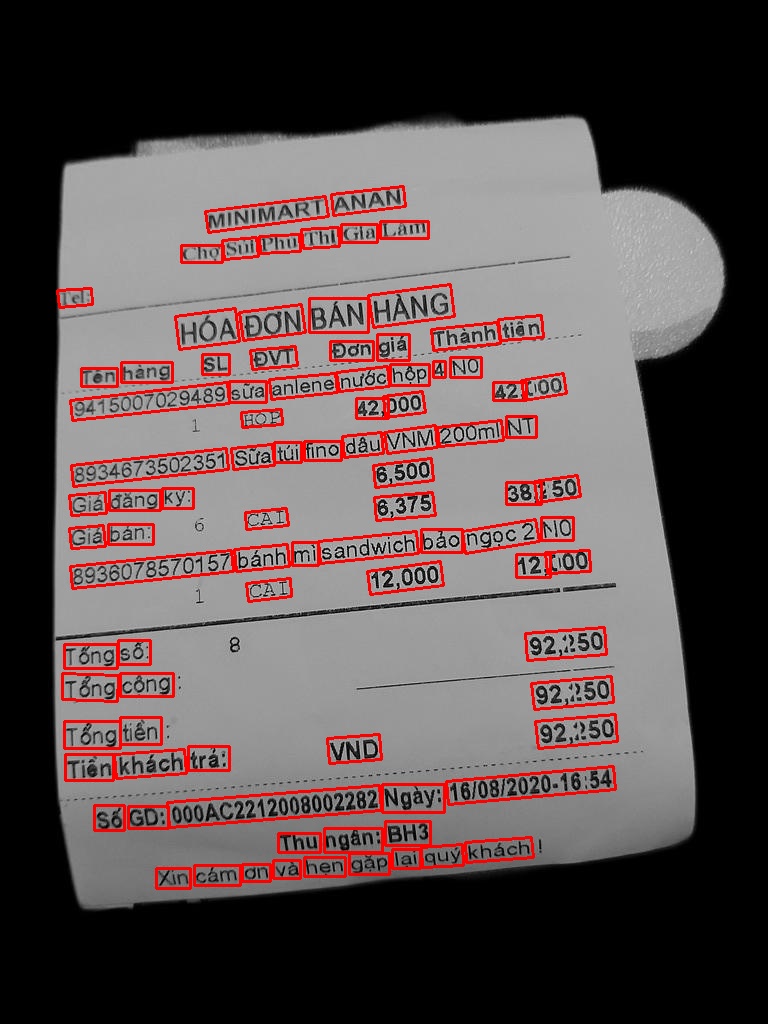 MINIMART ANAN
Chợ Sủi Phú Thị Gia Lâm
Tel:
HÓA ĐƠN BÁN HÀNG
Tên hàng SL ĐVT Đơn giá Thành tiền
9415007029489 sữa anlene nước hộp 4 N0
1 HOP 42,000 42,000
8934673502351 Sữa túi fino dâu VNM 200ml NT
Giá đăng ký: 6,500
Giá bán: 6 CAI 6,375 38,250
8936078570157 bánh mì sandwich bảo ngọc 2 N0
1 CAI 12,000 12,000
Tổng số: 8 92,250
Tổng công : 92,250
Tổng tiền : 92,250
Tiền khách trả: VND
Số GD: 000AC2212008002282 Ngày: 16/08/2020-16:54
Thu ngân: BH3
Xin cám ơn và hẹn gặp lại quý khách !